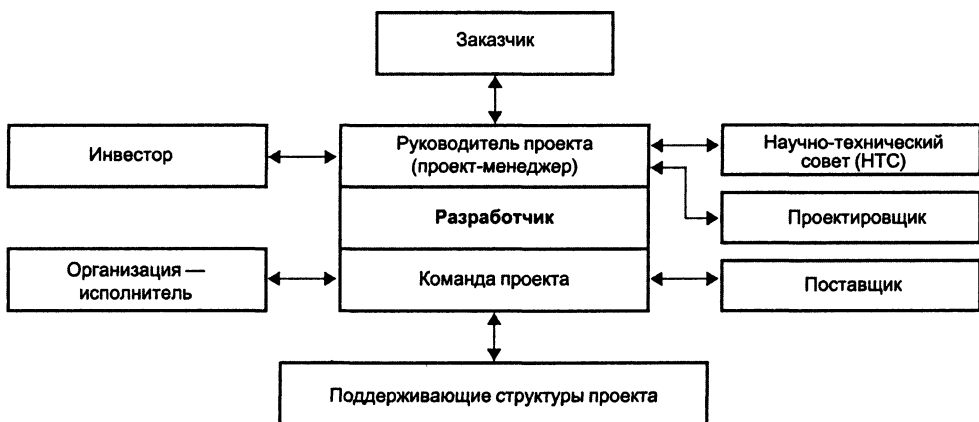 Заказчик
Инвестор
Руководитель проекта
(проект-менеджер)
Научно-технический
совет (НТС)
Разработчик
Проектировщик
Организация —
исполнитель
Команда проекта
Поставщик
Поддерживающие структуры проекта